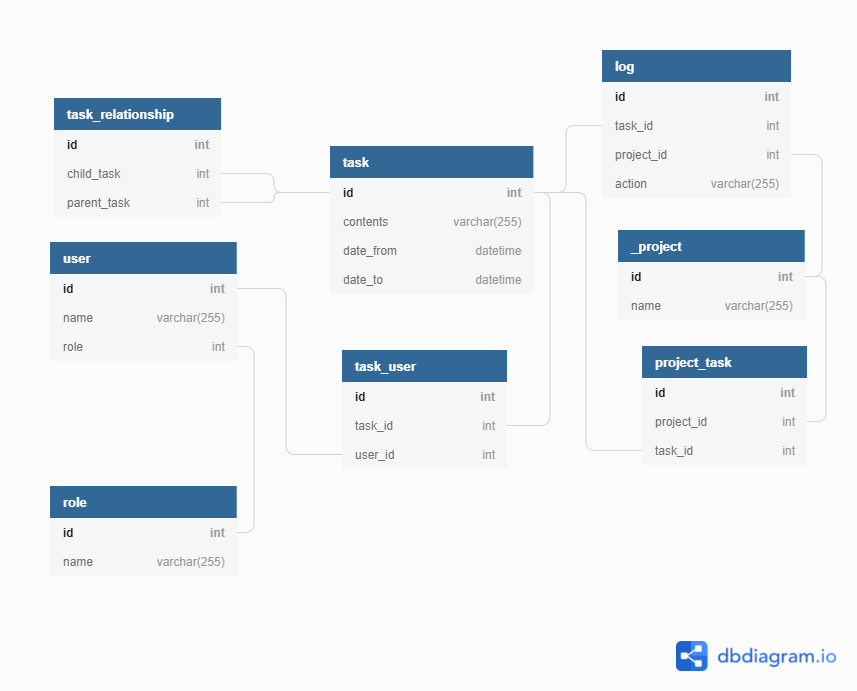 task_relationship
id int
child_task int
parent_task int
user
id int
name varchar(255)
role int
role
id int
name varchar(255)
task
id int
contents varchar(255)
date_from datetime
date_to datetime
task_user
id int
task_id int
user_id int
log
id int
task_id int
project_id int
action varchar(255)
_project
id int
name varchar(255)
project_task
id int
project_id int
task_id int
dbdiagram.io